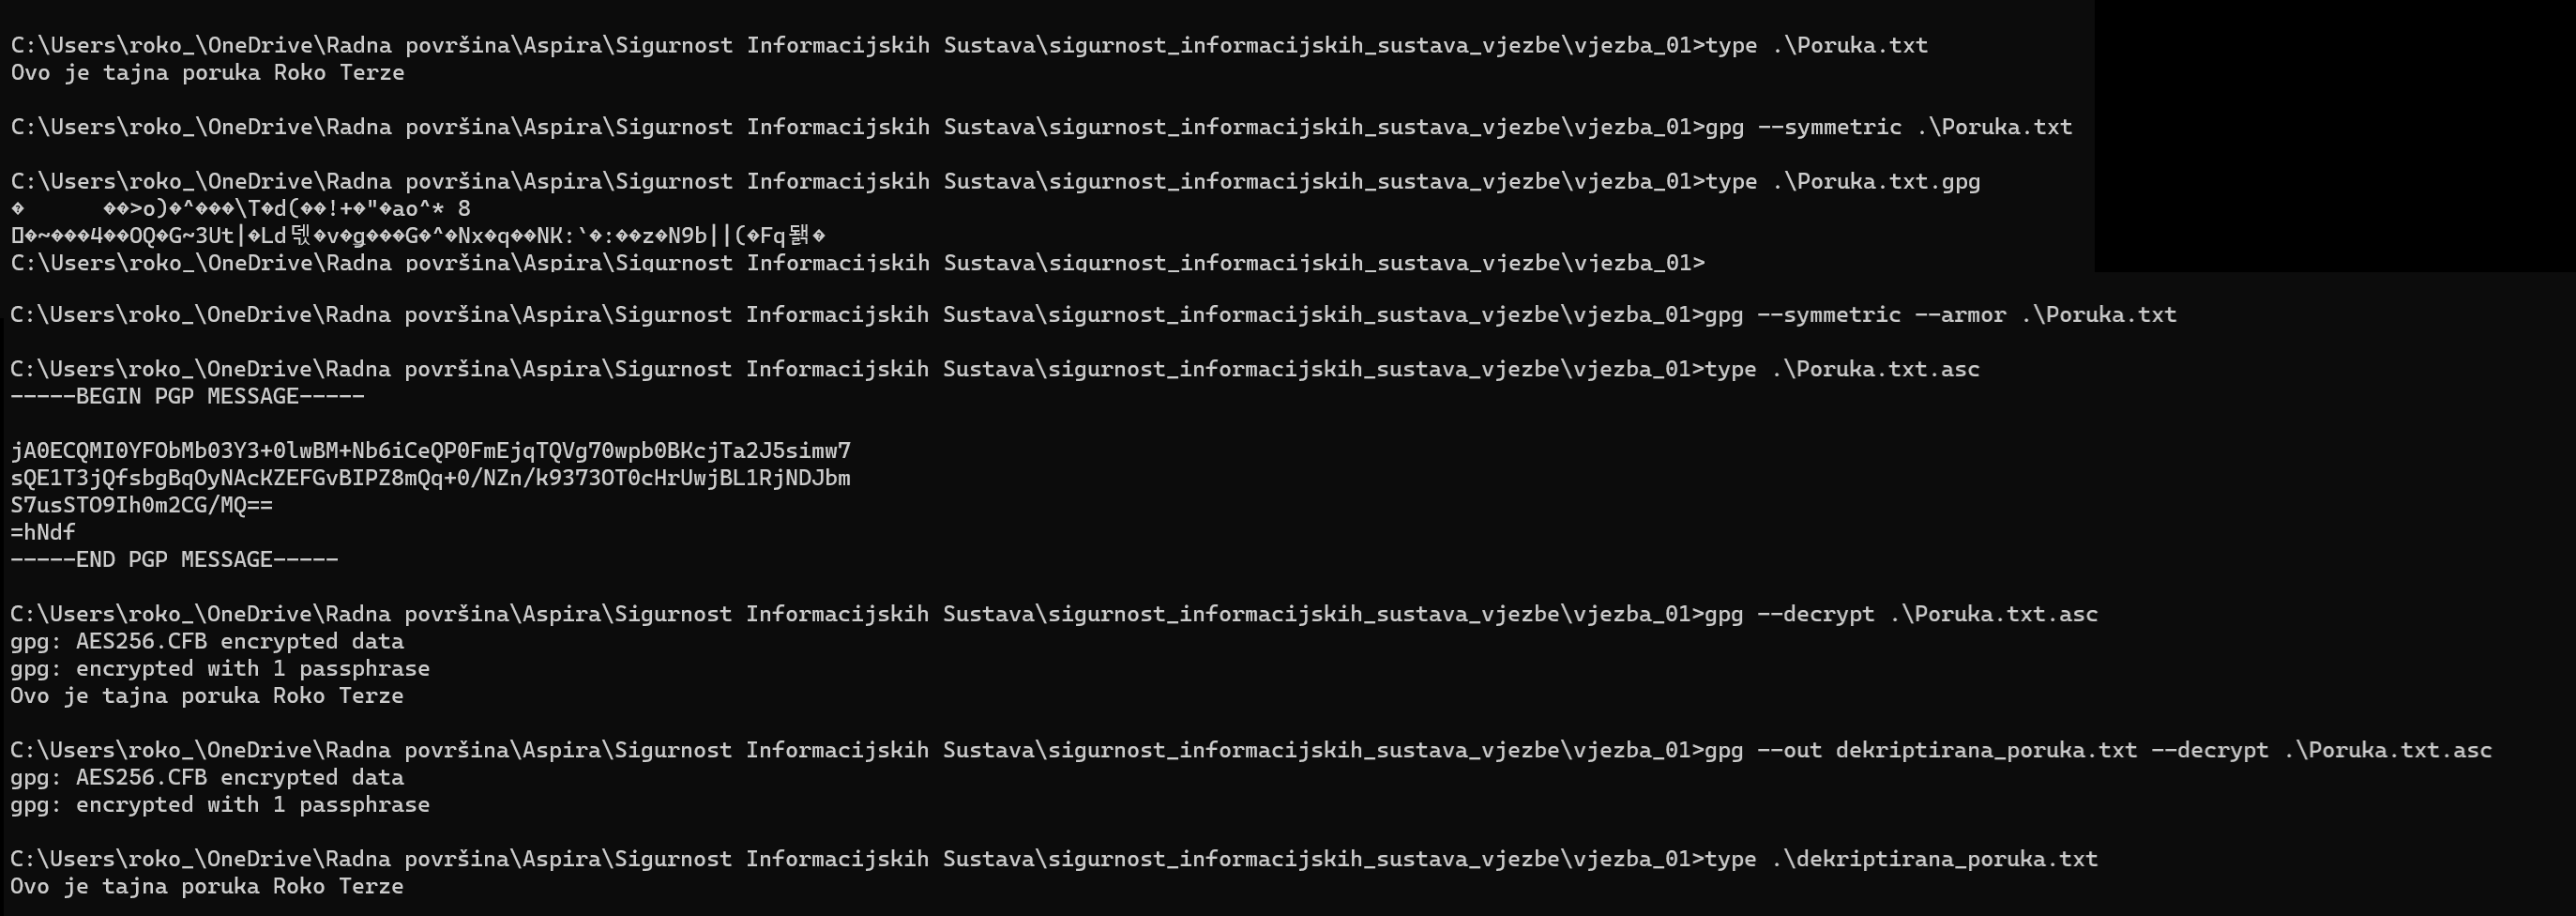 C:\Users\roko_\OneDrive\Radna površina\Aspira\Sigurnost Informacijskih Sustava\sigurnost_informacijskih_sustava_vjezbe\vjezba_01>type .\Poruka.txt
Ovo je tajna poruka Roko Terze
C:\Users\roko_\OneDrive\Radna površina\Aspira\Sigurnost Informacijskih Sustava\sigurnost_informacijskih_sustava_vjezbe\vjezba_01>gpg --symmetric .\Poruka.txt
C:\Users\roko_\OneDrive\Radna površina\Aspira\Sigurnost Informacijskih Sustava\sigurnost_informacijskih_sustava_vjezbe\vjezba_01>type .\Poruka.txt.gpg
�      ��>o)�^���\T�d(��!+�"�ao^* 8
�~���4��OQ�G~3Ut|�Ld �v�g���G�^�Nx�q��NK:`�:��z�N9b||(�Fq �
C:\Users\roko_\OneDrive\Radna površina\Aspira\Sigurnost Informacijskih Sustava\sigurnost_informacijskih_sustava_vjezbe\vjezba_01>
C:\Users\roko_\OneDrive\Radna površina\Aspira\Sigurnost Informacijskih Sustava\sigurnost_informacijskih_sustava_vjezbe\vjezba_01>gpg --symmetric --armor .\Poruka.txt
C:\Users\roko_\OneDrive\Radna površina\Aspira\Sigurnost Informacijskih Sustava\sigurnost_informacijskih_sustava_vjezbe\vjezba_01>type .\Poruka.txt.asc
-----BEGIN PGP MESSAGE-----
jA0ECQMI0YFObMb03Y3+0lwBM+Nb6iCeQP0FmEjqTQVg70wpb0BKcjTa2J5simw7
sQE1T3jQfsbgBqOyNAcKZEFGvBIPZ8mQq+0/NZn/k9373OT0cHrUwjBL1RjNDJbm
S7usSTO9Ih0m2CG/MQ==
=hNdf
-----END PGP MESSAGE-----
C:\Users\roko_\OneDrive\Radna površina\Aspira\Sigurnost Informacijskih Sustava\sigurnost_informacijskih_sustava_vjezbe\vjezba_01>gpg --decrypt .\Poruka.txt.asc
gpg: AES256.CFB encrypted data
gpg: encrypted with 1 passphrase
Ovo je tajna poruka Roko Terze
C:\Users\roko_\OneDrive\Radna površina\Aspira\Sigurnost Informacijskih Sustava\sigurnost_informacijskih_sustava_vjezbe\vjezba_01>gpg --out dekriptirana_poruka.txt --decrypt .\Poruka.txt.asc
gpg: AES256.CFB encrypted data
gpg: encrypted with 1 passphrase
C:\Users\roko_\OneDrive\Radna površina\Aspira\Sigurnost Informacijskih Sustava\sigurnost_informacijskih_sustava_vjezbe\vjezba_01>type .\dekriptirana_poruka.txt
Ovo je tajna poruka Roko Terze